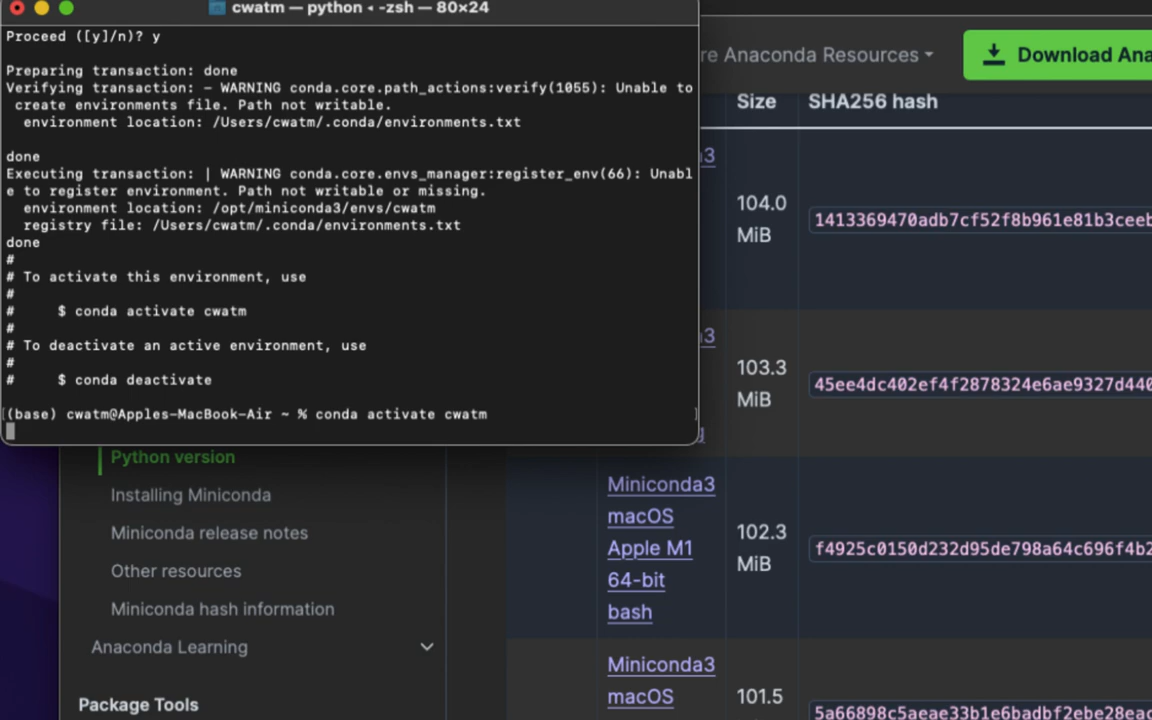 cwatm — python ◂ -zsh — 80×24
Proceed ([y]/n)? y
Preparing transaction: done
Verifying transaction: - WARNING conda.core.path_actions:verify(1055): Unable to
create environments file. Path not writable.
environment location: /Users/cwatm/.conda/environments.txt
done
Executing transaction: | WARNING conda.core.envs_manager:register_env(66): Unabl
e to register environment. Path not writable or missing.
environment location: /opt/miniconda3/envs/cwatm
registry file: /Users/cwatm/.conda/environments.txt
done
#
# To activate this environment, use
#
#     $ conda activate cwatm
#
# To deactivate an active environment, use
#
#     $ conda deactivate
[(base) cwatm@Apples-MacBook-Air ~ % conda activate cwatm ]
re Anaconda Resources
Download Ana
Size SHA256 hash
104.0
MiB
1413369470adb7cf52f8b961e81b3ceeb
103.3
MiB
45ee4dc402ef4f2878324e6ae9327d440
Miniconda3
macOS
Apple M1
64-bit
bash
102.3
MiB
f4925c0150d232d95de798a64c696f4b2
Miniconda3
macOS
101.5
5a66898c5aeae33b1e6badbf2ebe28eac
Python version
Installing Miniconda
Miniconda release notes
Other resources
Miniconda hash information
Anaconda Learning
Package Tools